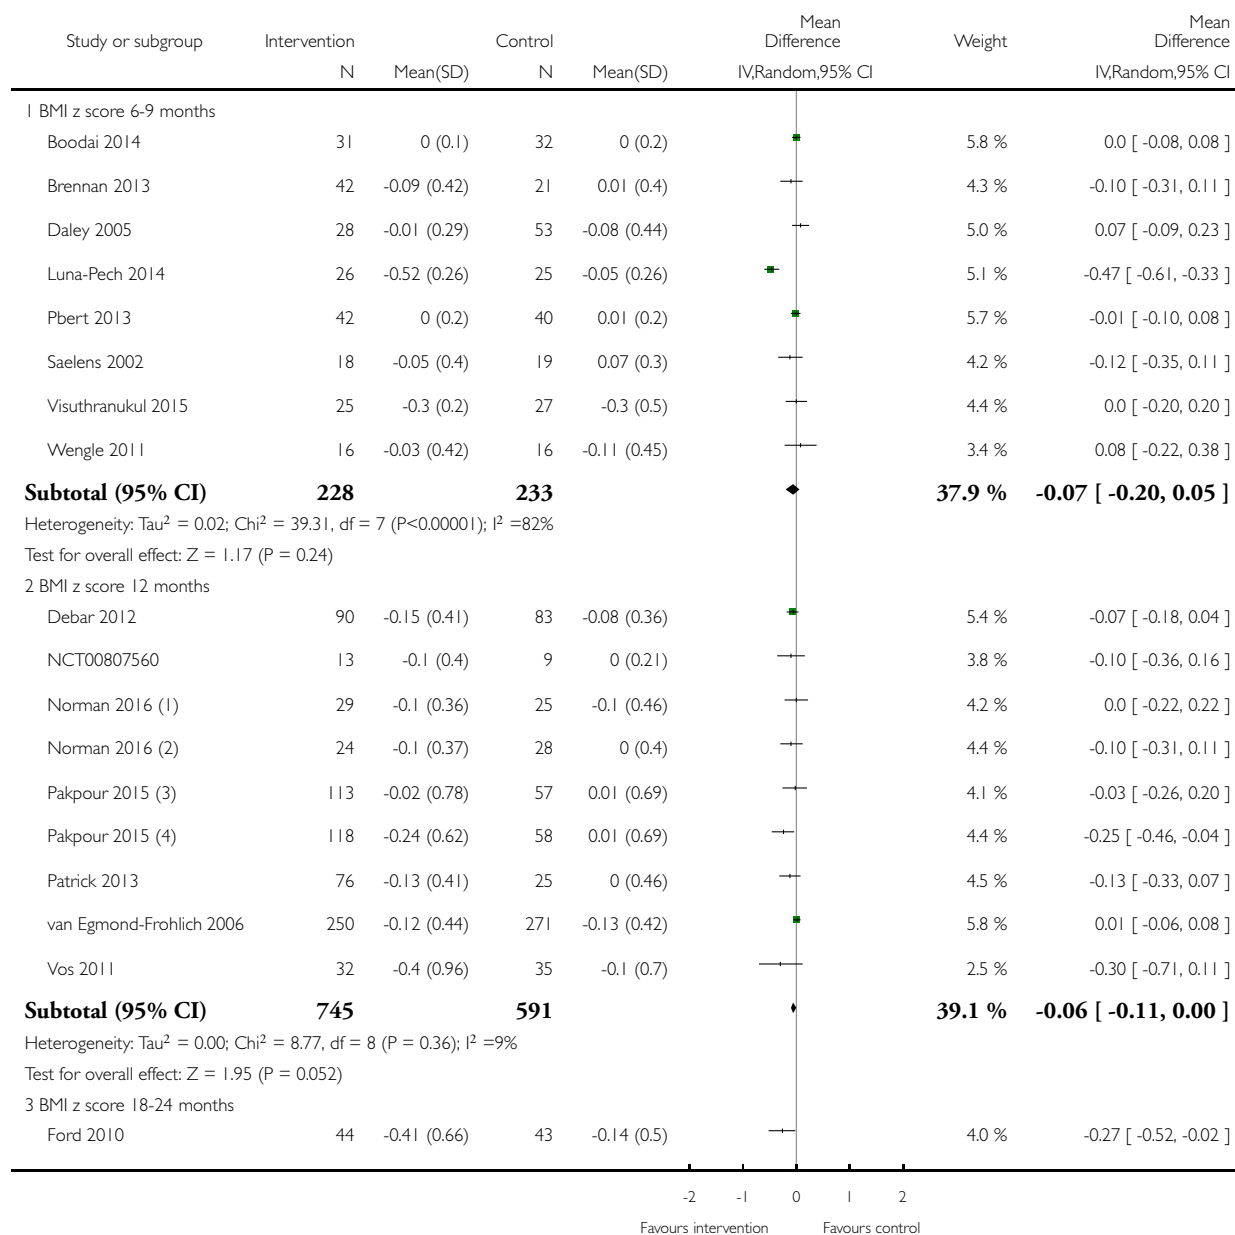 Mean Mean
Study or subgroup Intervention Control Difference Weight Difference
N Mean(SD) N Mean(SD) IV,Random,95% CI IV,Random,95% CI
1 BMI z score 6-9 months
Boodai 2014 31 0 (0.1) 32 0 (0.2) 5.8 % 0.0 [ -0.08, 0.08 ]
Brennan 2013 42 -0.09 (0.42) 21 0.01 (0.4) 4.3 % -0.10 [ -0.31, 0.11 ]
Daley 2005 28 -0.01 (0.29) 53 -0.08 (0.44) 5.0 % 0.07 [ -0.09, 0.23 ]
Luna-Pech 2014 26 -0.52 (0.26) 25 -0.05 (0.26) 5.1 % -0.47 [ -0.61, -0.33 ]
Pbert 2013 42 0 (0.2) 40 0.01 (0.2) 5.7 % -0.01 [ -0.10, 0.08 ]
Saelens 2002 18 -0.05 (0.4) 19 0.07 (0.3) 4.2 % -0.12 [ -0.35, 0.11 ]
Visuthranukul 2015 25 -0.3 (0.2) 27 -0.3 (0.5) 4.4 % 0.0 [ -0.20, 0.20 ]
Wengle 2011 16 -0.03 (0.42) 16 -0.11 (0.45) 3.4 % 0.08 [ -0.22, 0.38 ]
Subtotal (95% CI) 228 233 37.9 % -0.07 [ -0.20, 0.05 ]
Heterogeneity: Tau² = 0.02; Chi² = 39.31, df = 7 (P<0.00001); I² =82%
Test for overall effect: Z = 1.17 (P = 0.24)
2 BMI z score 12 months
Debar 2012 90 -0.15 (0.41) 83 -0.08 (0.36) 5.4 % -0.07 [ -0.18, 0.04 ]
NCT00807560 13 -0.1 (0.4) 9 0 (0.21) 3.8 % -0.10 [ -0.36, 0.16 ]
Norman 2016 (1) 29 -0.1 (0.36) 25 -0.1 (0.46) 4.2 % 0.0 [ -0.22, 0.22 ]
Norman 2016 (2) 24 -0.1 (0.37) 28 0 (0.4) 4.4 % -0.10 [ -0.31, 0.11 ]
Pakpour 2015 (3) 113 -0.02 (0.78) 57 0.01 (0.69) 4.1 % -0.03 [ -0.26, 0.20 ]
Pakpour 2015 (4) 118 -0.24 (0.62) 58 0.01 (0.69) 4.4 % -0.25 [ -0.46, -0.04 ]
Patrick 2013 76 -0.13 (0.41) 25 0 (0.46) 4.5 % -0.13 [ -0.33, 0.07 ]
van Egmond-Frohlich 2006 250 -0.12 (0.44) 271 -0.13 (0.42) 5.8 % 0.01 [ -0.06, 0.08 ]
Vos 2011 32 -0.4 (0.96) 35 -0.1 (0.7) 2.5 % -0.30 [ -0.71, 0.11 ]
Subtotal (95% CI) 745 591 39.1 % -0.06 [ -0.11, 0.00 ]
Heterogeneity: Tau² = 0.00; Chi² = 8.77, df = 8 (P = 0.36); I² =9%
Test for overall effect: Z = 1.95 (P = 0.052)
3 BMI z score 18-24 months
Ford 2010 44 -0.41 (0.66) 43 -0.14 (0.5) 4.0 % -0.27 [ -0.52, -0.02 ]
-2 -1 0 1 2
Favours intervention Favours control